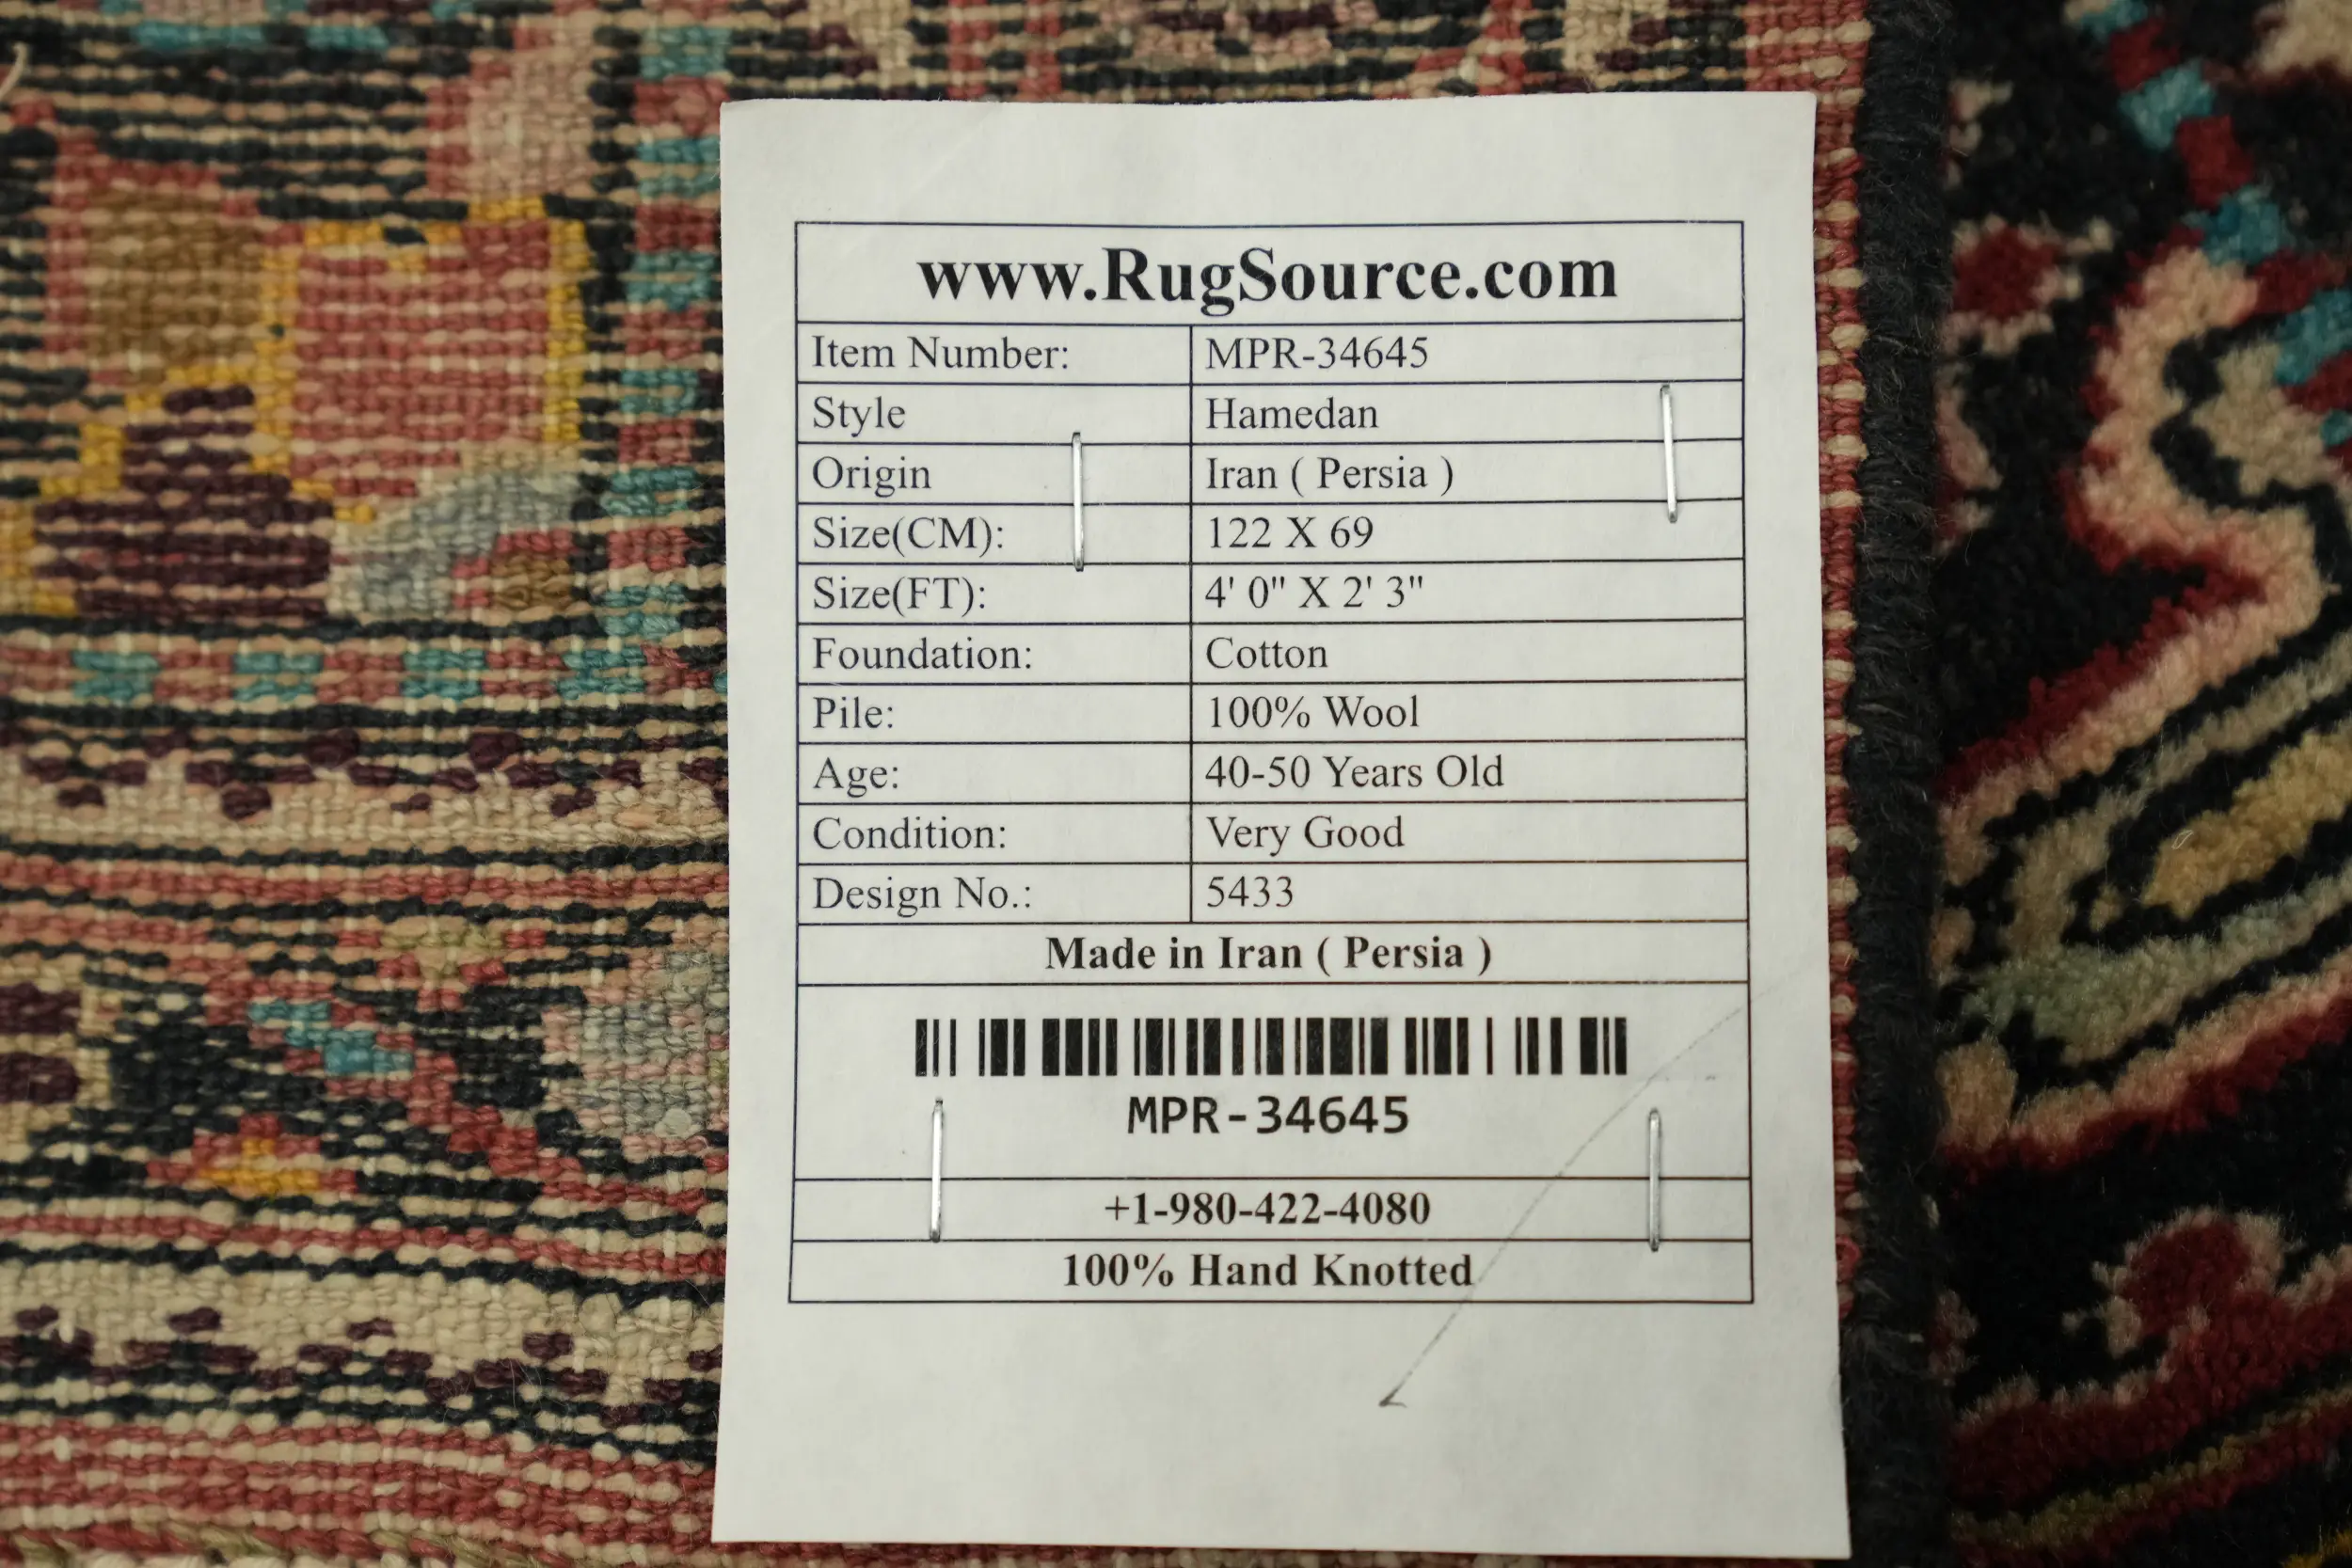 www.RugSource.com
Item Number: MPR-34645
Style Hamedan
Origin Iran ( Persia )
Size(CM): 122 X 69
Size(FT): 4' 0" X 2' 3"
Foundation: Cotton
Pile: 100% Wool
Age: 40-50 Years Old
Condition: Very Good
Design No.: 5433
Made in Iran ( Persia )
MPR-34645
+1-980-422-4080
100% Hand Knotted